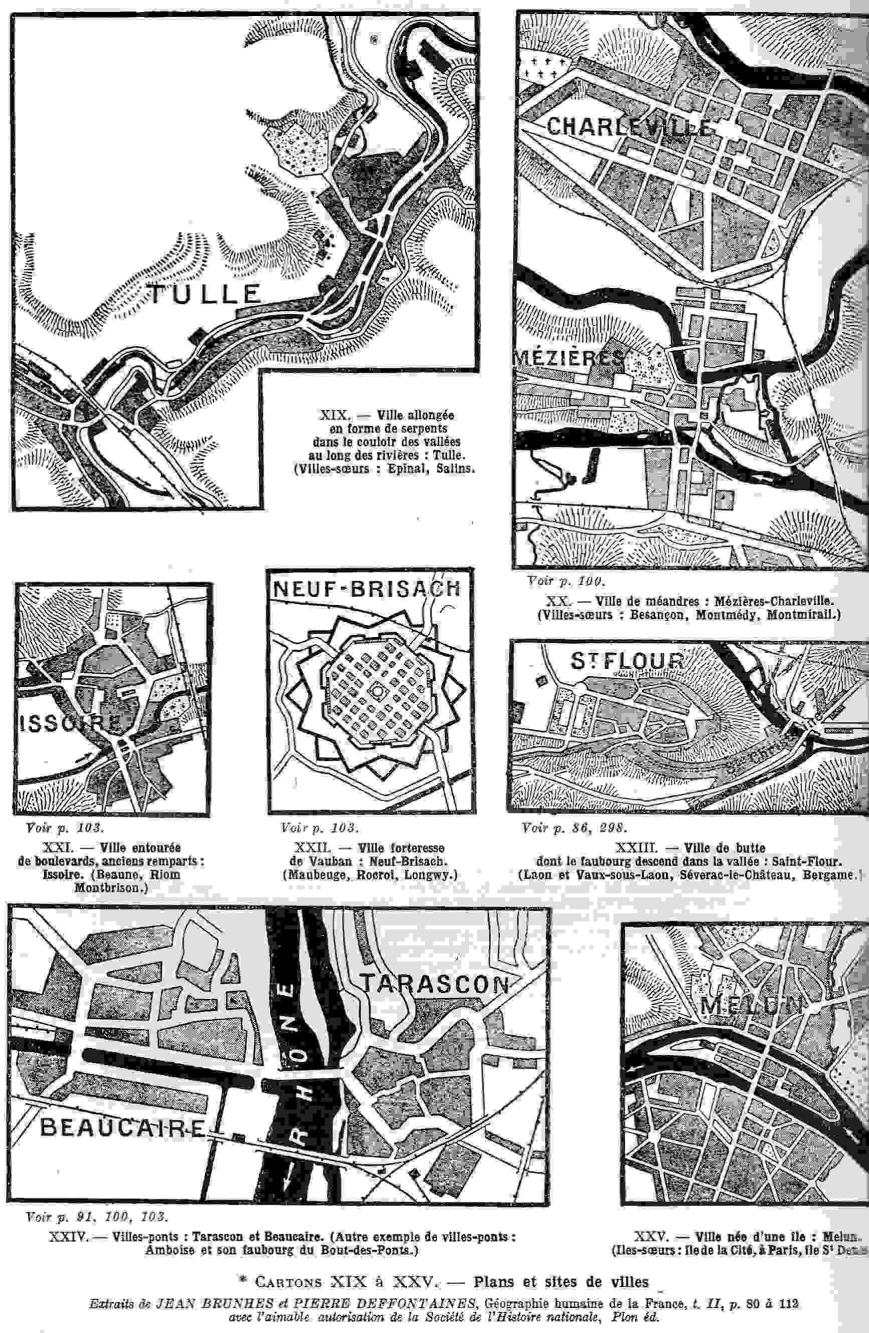 TULLE
XIX. — Ville allongée
en forme de serpents
dans le couloir des vallées
au long des rivières : Tulle.
(Villes-sœurs : Epinal, Salins.
CHARLEVILLE
MÉZIÈRES
Voir p. 100.
XX. — Ville de méandres : Mézières-Charleville.
(Villes-sœurs : Besançon, Montmédy, Montmirail.)
ISSOIRE
Voir p. 103.
XXI. — Ville entourée
de boulevards, anciens remparts :
Issoire. (Beaune, Riom
Montbrison.)
NEUF-BRISACH
Voir p. 103.
XXII. — Ville forteresse
de Vauban : Neuf-Brisach.
(Maubeuge, Rocroi, Longwy.)
ST FLOUR
Voir p. 86, 298.
XXIII. — Ville de butte
dont le faubourg descend dans la vallée : Saint-Flour.
(Laon et Vaux-sous-Laon, Séverac-le-Château, Bergame.)
BEAUCAIRE
RHÔNE
TARASCON
Voir p. 91, 100, 103.
XXIV. — Villes-ponts : Tarascon et Beaucaire. (Autre exemple de villes-ponts :
Amboise et son faubourg du Bout-des-Ponts.)
MELUN
XXV. — Ville née d'une île : Melun.
(Iles-sœurs : île de la Cité, à Paris, île St
* CARTONS XIX à XXV. — Plans et sites de villes
Extraits de JEAN BRUNHES et PIERRE DEFFONTAINES, Géographie humaine de la France, t. II, p. 80 à 112
avec l'aimable autorisation de la Société de l'Histoire nationale, Plon éd.